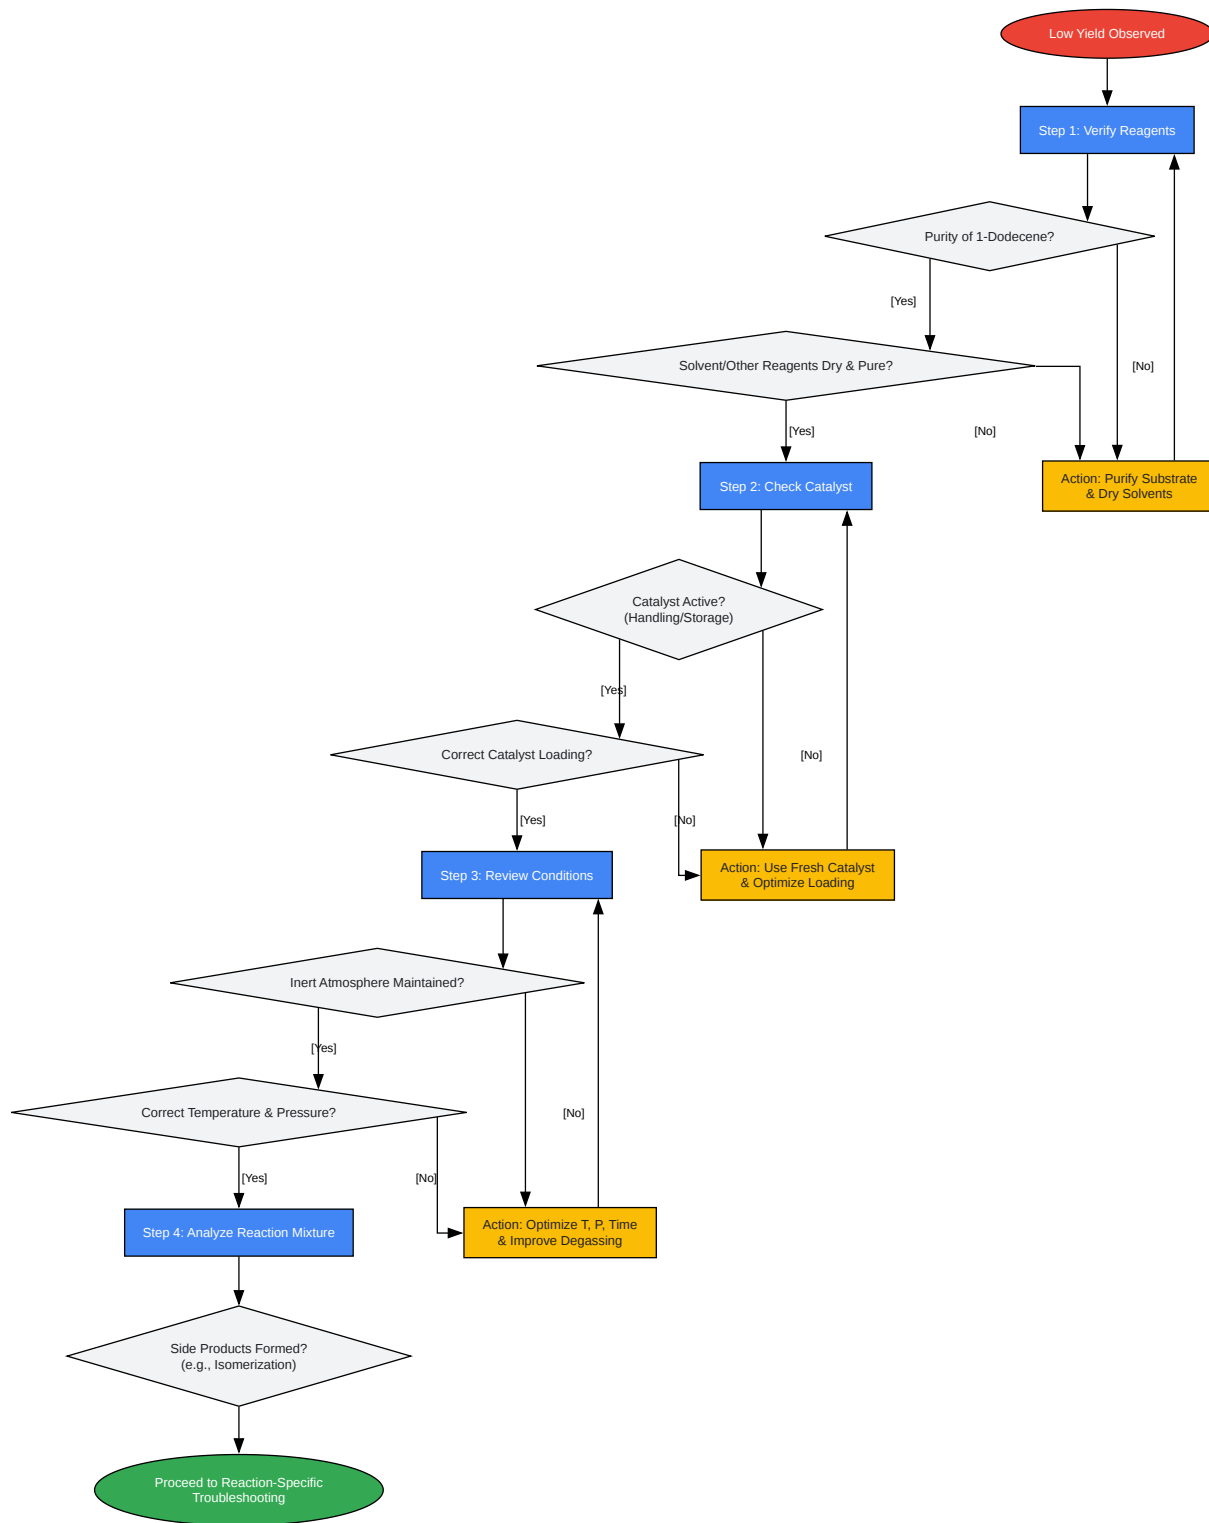 Low Yield Observed
Step 1: Verify Reagents
Purity of 1-Dodecene?
[Yes]
Solvent/Other Reagents Dry & Pure?
[No]
[Yes]
[No]
Step 2: Check Catalyst
Action: Purify Substrate
& Dry Solvents
Catalyst Active?
(Handling/Storage)
[Yes]
Correct Catalyst Loading?
[No]
[Yes]
[No]
Step 3: Review Conditions
Action: Use Fresh Catalyst
& Optimize Loading
Inert Atmosphere Maintained?
[Yes]
Correct Temperature & Pressure?
[No]
[Yes]
[No]
Step 4: Analyze Reaction Mixture
Action: Optimize T, P, Time
& Improve Degassing
Side Products Formed?
(e.g., Isomerization)
Proceed to Reaction-Specific
Troubleshooting